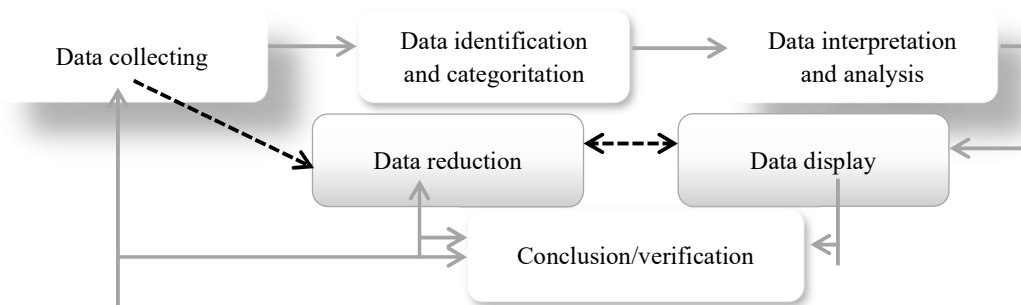 Data collecting
Data identification
and categoritation
Data interpretation
and analysis
Data reduction
Data display
Conclusion/verification